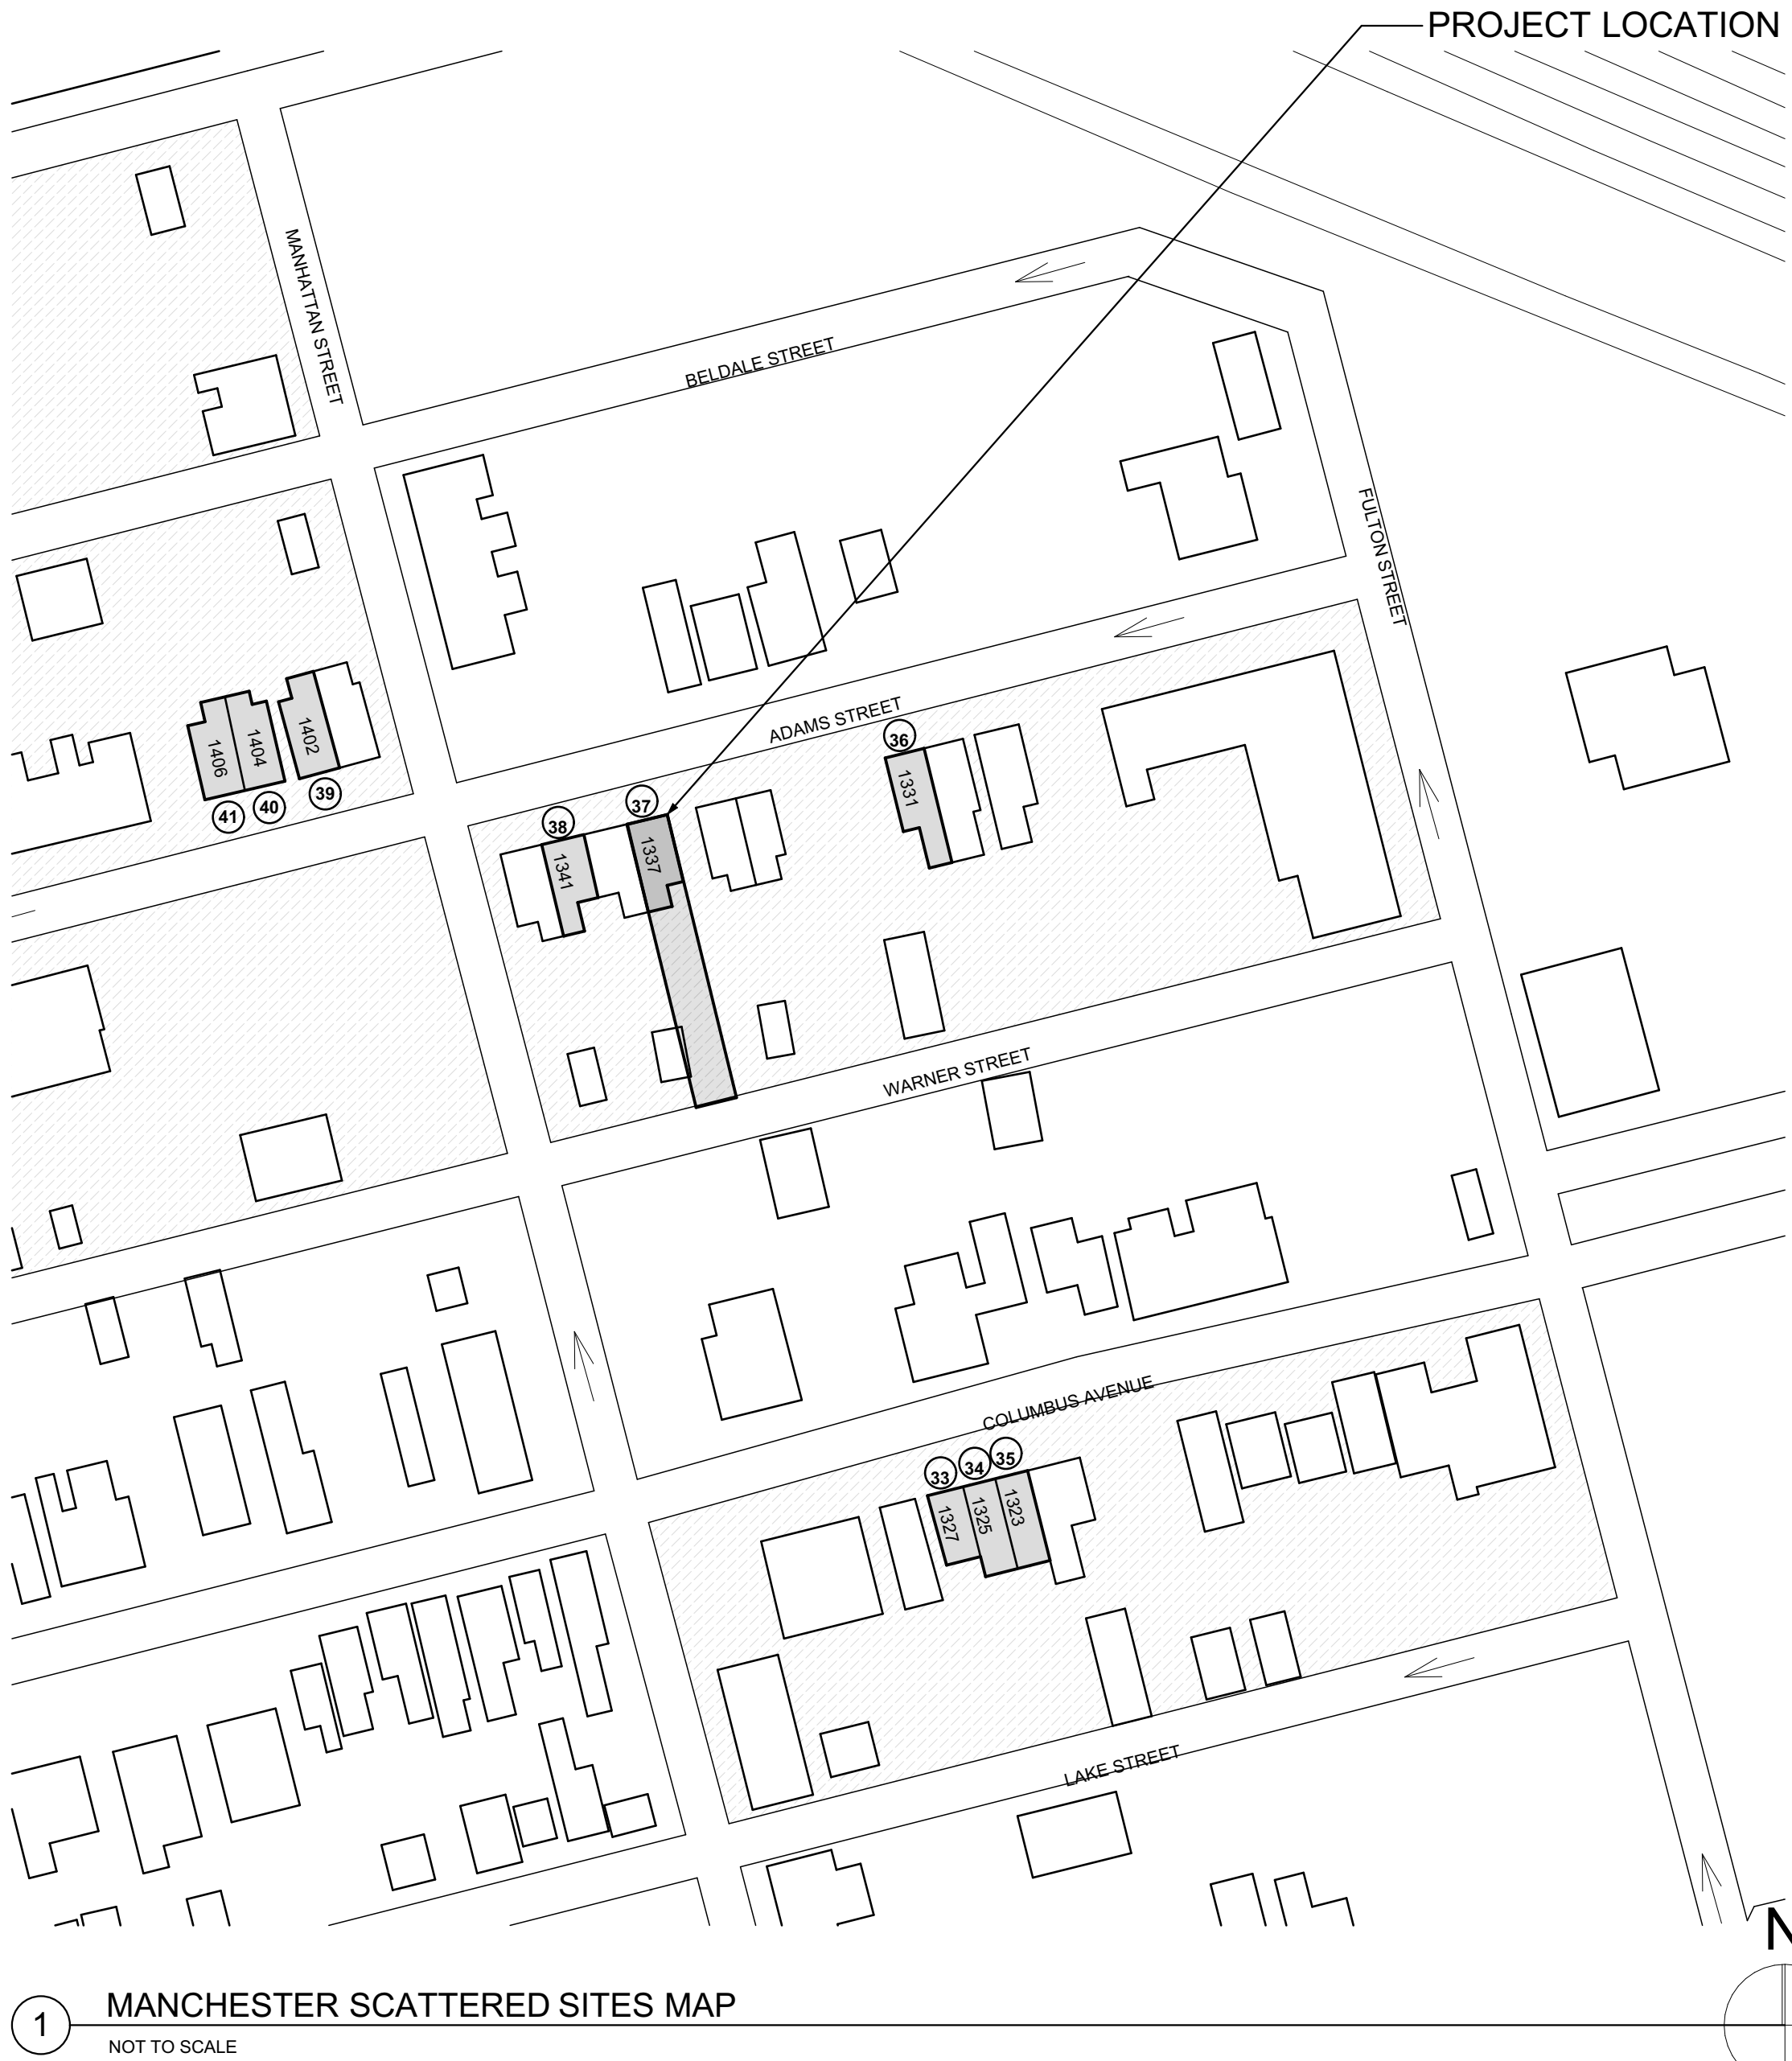 PROJECT LOCATION
MANHATTAN STREET
BELDALE STREET
FULTON STREET
ADAMS STREET
36
1331
1406
1404
1402
41
40
39
38
37
1341
1337
WARNER STREET
COLUMBUS AVENUE
33
34
35
1327
1325
1323
LAKE STREET
N
1
MANCHESTER SCATTERED SITES MAP
NOT TO SCALE